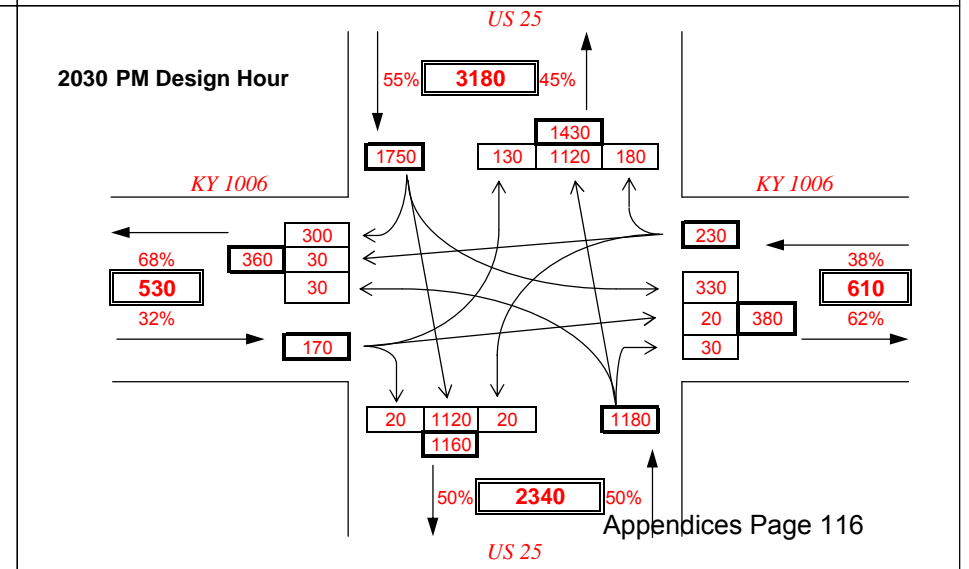 US 25
2030 PM Design Hour
55% 3180 45%
1430
1750 130 1120 180
KY 1006 KY 1006
300 230
68% 360 30 38%
530 30 330 610
32% 20 380 62%
170 30
20 1120 20 1180
1160
50% 2340 50%
Appendices Page 116
US 25